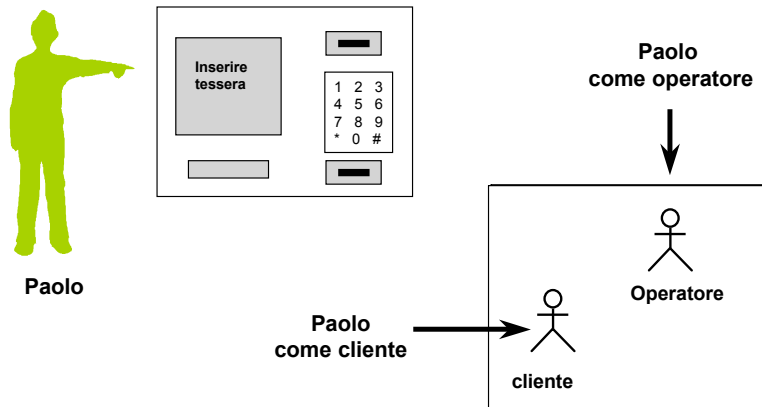 Inserire
tessera
1 2 3
4 5 6
7 8 9
* 0 #
Paolo
Paolo
come operatore
Operatore
Paolo
come cliente
cliente